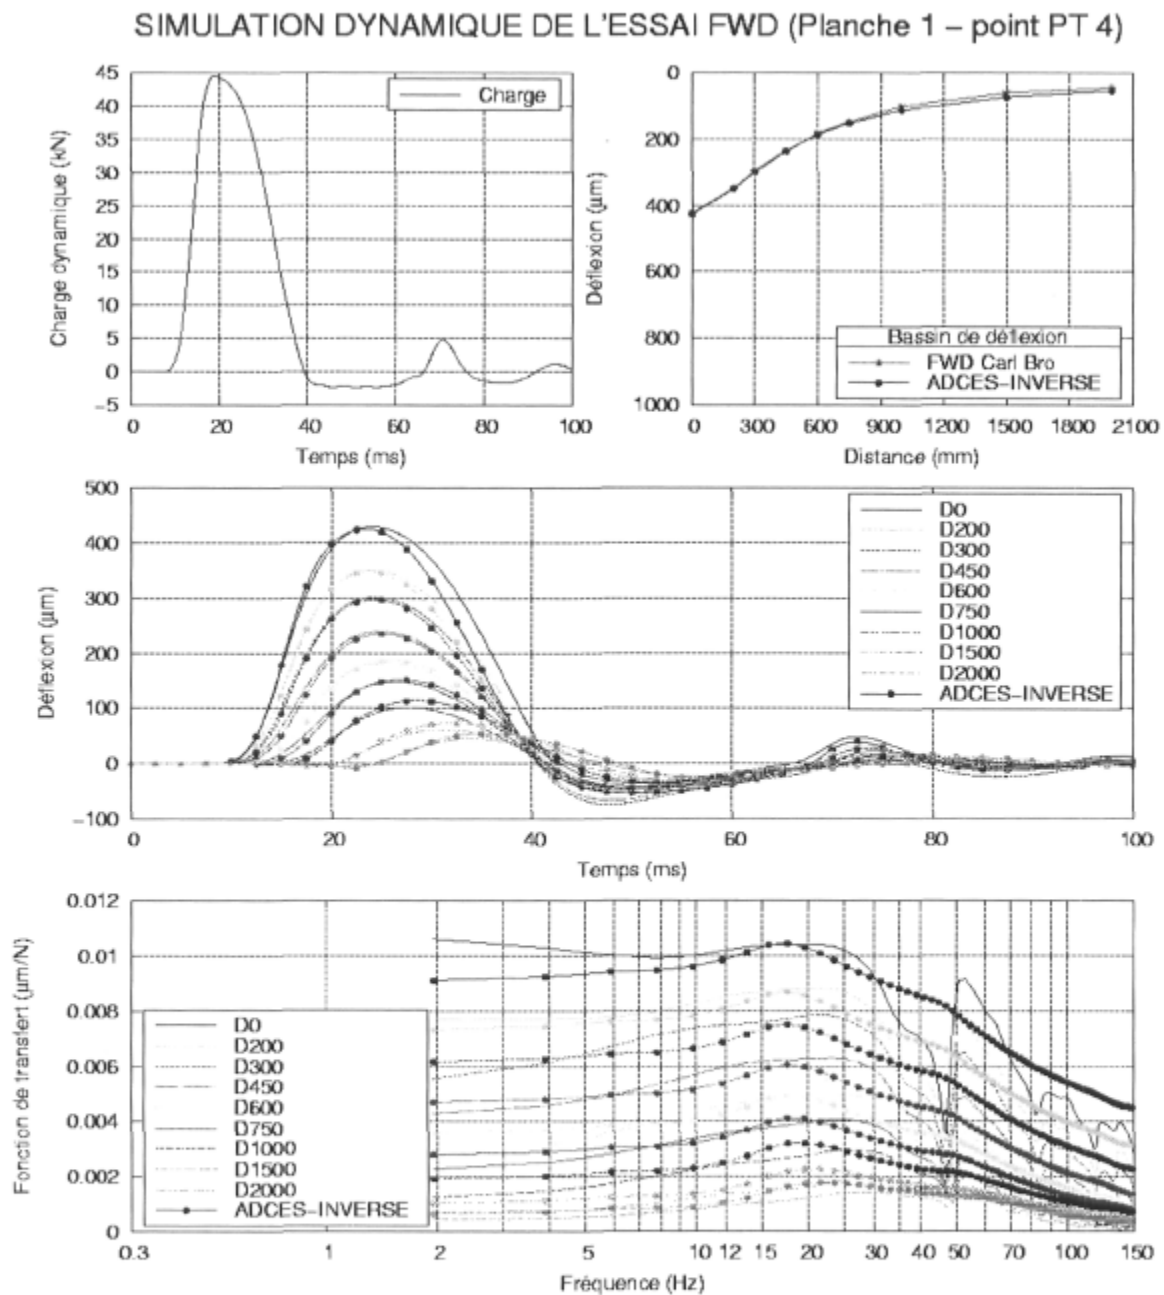 SIMULATION DYNAMIQUE DE L'ESSAI FWD (Planche 1 – point PT 4)
45
40
35
30
25
20
15
10
5
0
−5
Charge dynamique (kN)
Charge
0 20 40 60 80 100
Temps (ms)
0
200
400
600
800
1000
Déflexion (µm)
Bassin de déflexion
FWD Carl Bro
ADCES−INVERSE
0 300 600 900 1200 1500 1800 2100
Distance (mm)
500
400
300
200
100
0
−100
Déflexion (µm)
D0
D200
D300
D450
D600
D750
D1000
D1500
D2000
ADCES−INVERSE
0 20 40 60 80 100
Temps (ms)
0.012
0.01
0.008
0.006
0.004
0.002
0
Fonction de transfert (µm/N)
D0
D200
D300
D450
D600
D750
D1000
D1500
D2000
ADCES−INVERSE
0.3 1 2 5 10 12 15 20 30 40 50 70 100 150
Fréquence (Hz)